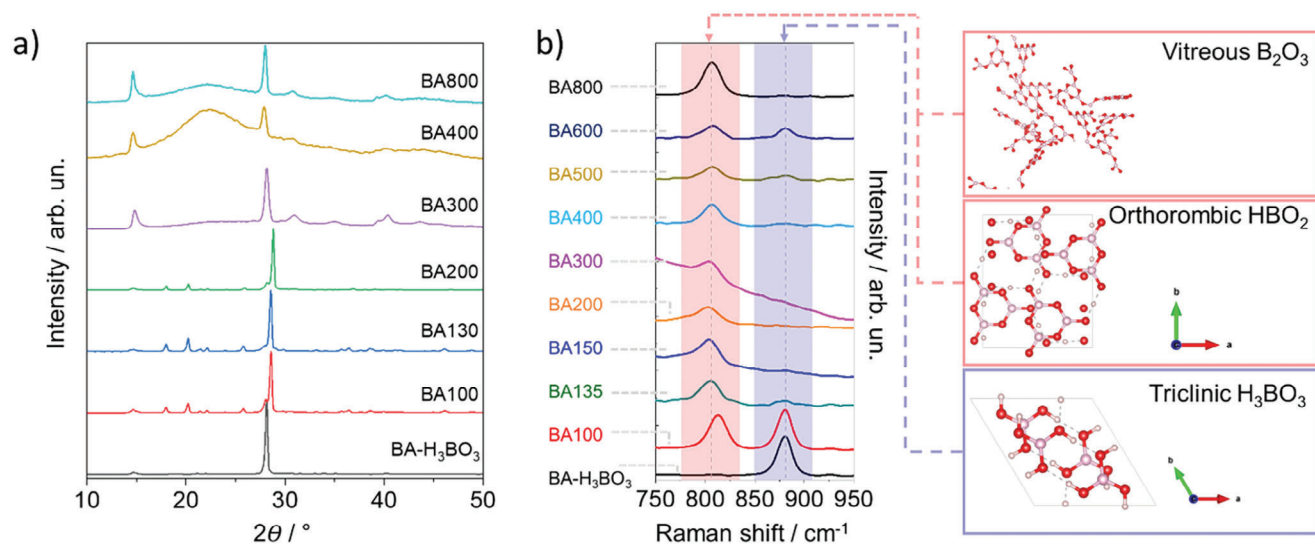 a)
Intensity / arb. un.
BA800
BA400
BA300
BA200
BA130
BA100
BA-H₃BO₃
10 20 30 40 50
2θ / °
b)
BA800
BA600
BA500
BA400
BA300
BA200
BA150
BA135
BA100
BA-H₃BO₃
750 800 850 900 950
Raman shift / cm⁻¹
Intensity / arb. un.
Vitreous B₂O₃
Orthorombic HBO₂
b
a
Triclinic H₃BO₃
b
a